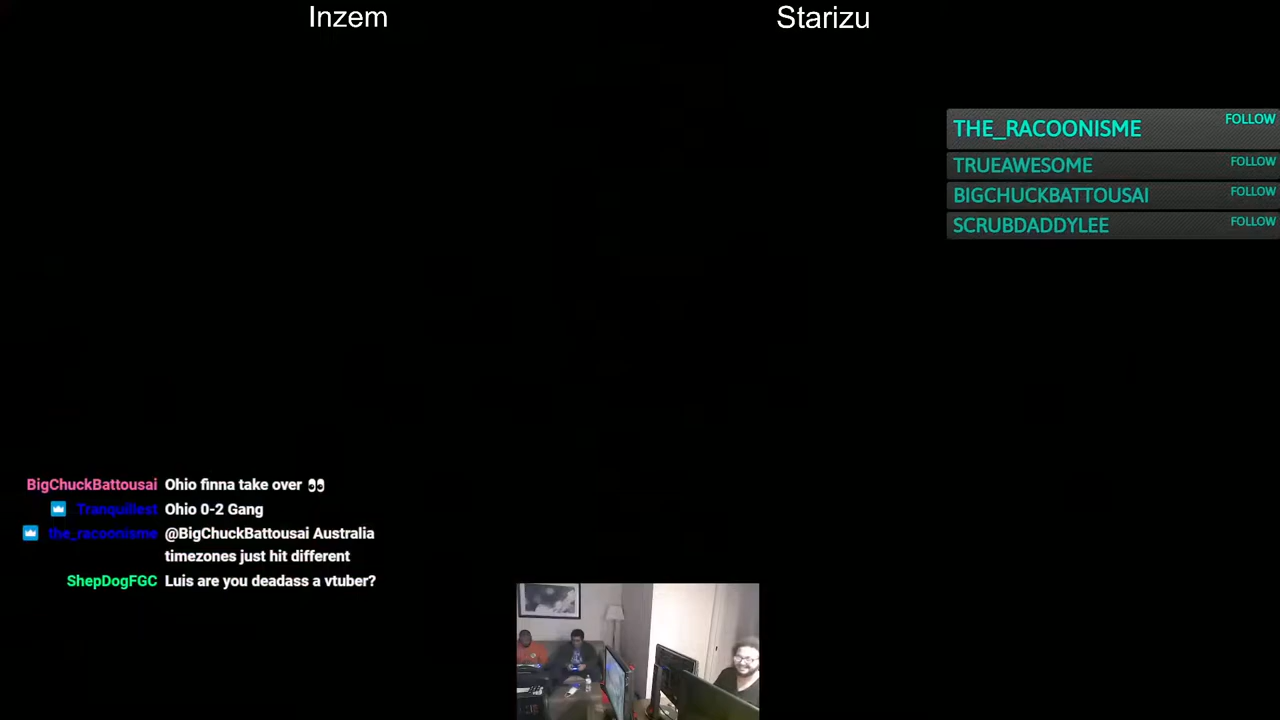 Inzem
Starizu
THE_RACOONISME FOLLOW
TRUEAWESOME FOLLOW
BIGCHUCKBATTOUSAI FOLLOW
SCRUBDADDYLEE FOLLOW
BigChuckBattousai Ohio finna take over 👀
Tranquillest Ohio 0-2 Gang
the_racoonisme @BigChuckBattousai Australia
timezones just hit different
ShepDogFGC Luis are you deadass a vtuber?